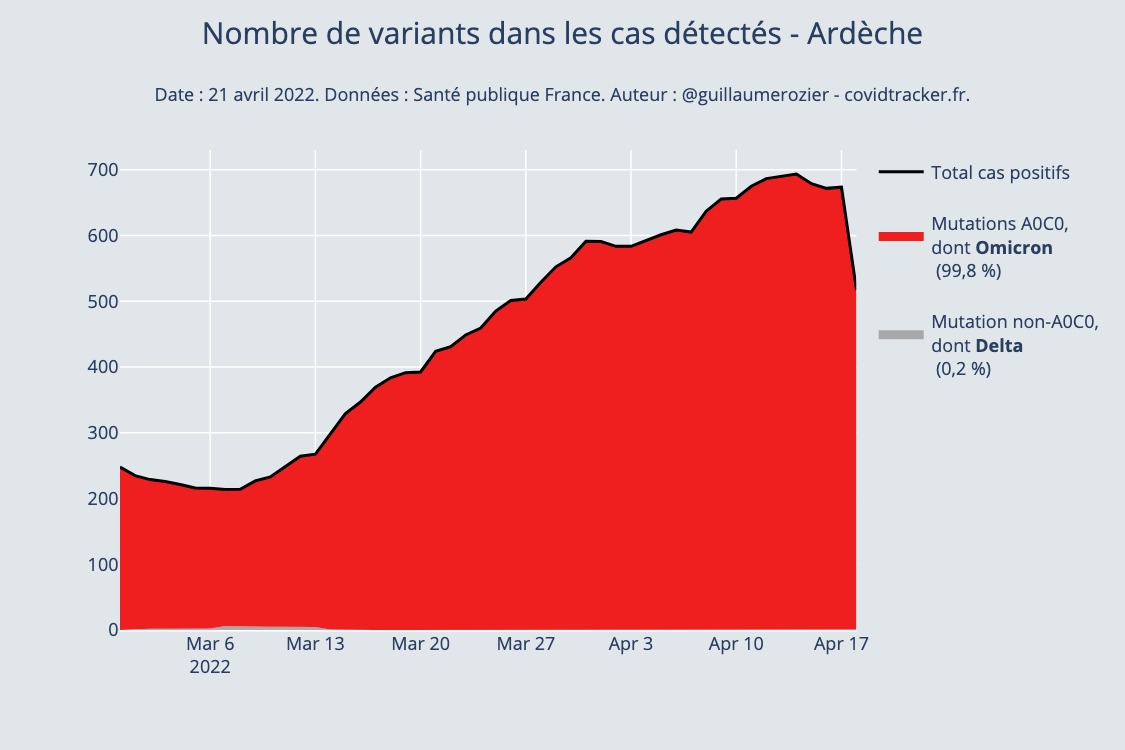 Nombre de variants dans les cas détectés - Ardèche
Date : 21 avril 2022. Données : Santé publique France. Auteur : @guillaumerozier - covidtracker.fr.
700
600
500
400
300
200
100
0
Mar 6
2022
Mar 13
Mar 20
Mar 27
Apr 3
Apr 10
Apr 17
Total cas positifs
Mutations A0C0,
dont Omicron
(99,8 %)
Mutation non-A0C0,
dont Delta
(0,2 %)